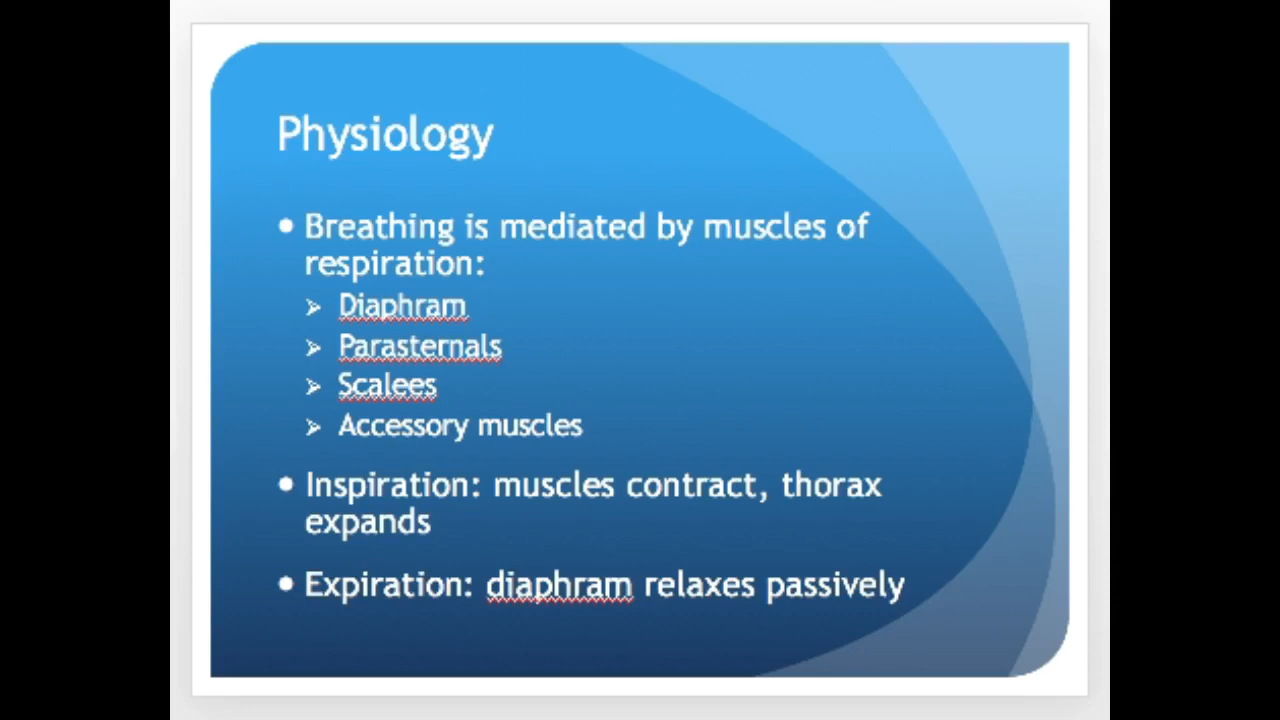 Physiology
• Breathing is mediated by muscles of
respiration:
➢ Diaphram
➢ Parasternals
➢ Scalees
➢ Accessory muscles
• Inspiration: muscles contract, thorax
expands
• Expiration: diaphram relaxes passively